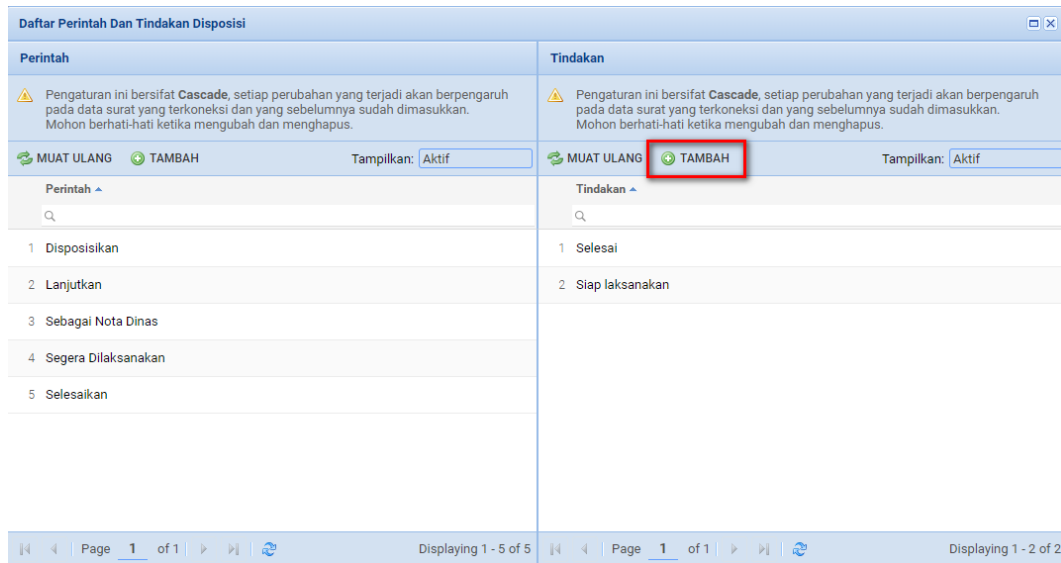 Daftar Perintah Dan Tindakan Disposisi
Perintah
Pengaturan ini bersifat Cascade, setiap perubahan yang terjadi akan berpengaruh
pada data surat yang terkoneksi dan yang sebelumnya sudah dimasukkan.
Mohon berhati-hati ketika mengubah dan menghapus.
MUAT ULANG TAMBAH Tampilkan: Aktif
Perintah
1 Disposisikan
2 Lanjutkan
3 Sebagai Nota Dinas
4 Segera Dilaksanakan
5 Selesaikan
Page 1 of 1 Displaying 1 - 5 of 5
Tindakan
Pengaturan ini bersifat Cascade, setiap perubahan yang terjadi akan berpengaruh
pada data surat yang terkoneksi dan yang sebelumnya sudah dimasukkan.
Mohon berhati-hati ketika mengubah dan menghapus.
MUAT ULANG TAMBAH Tampilkan: Aktif
Tindakan
1 Selesai
2 Siap laksanakan
Page 1 of 1 Displaying 1 - 2 of 2